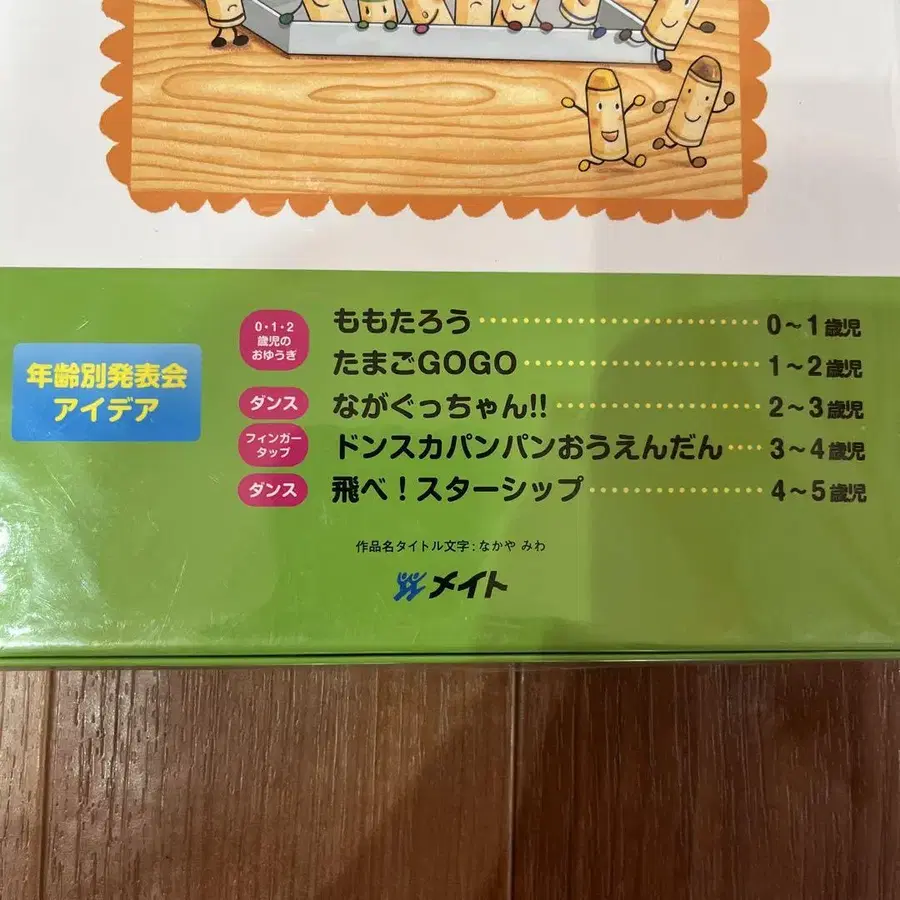 年齢別発表会
アイデア
0・1・2
歳児の
おゆうぎ
ももたろう 0～1歳児
たまごGOGO 1～2歳児
ダンス ながぐっちゃん!! 2～3歳児
フィンガー
タップ
ドンスカパンパンおうえんだん 3～4歳児
ダンス 飛べ！スターシップ 4～5歳児
作品名タイトル文字：なかや みわ
メイト